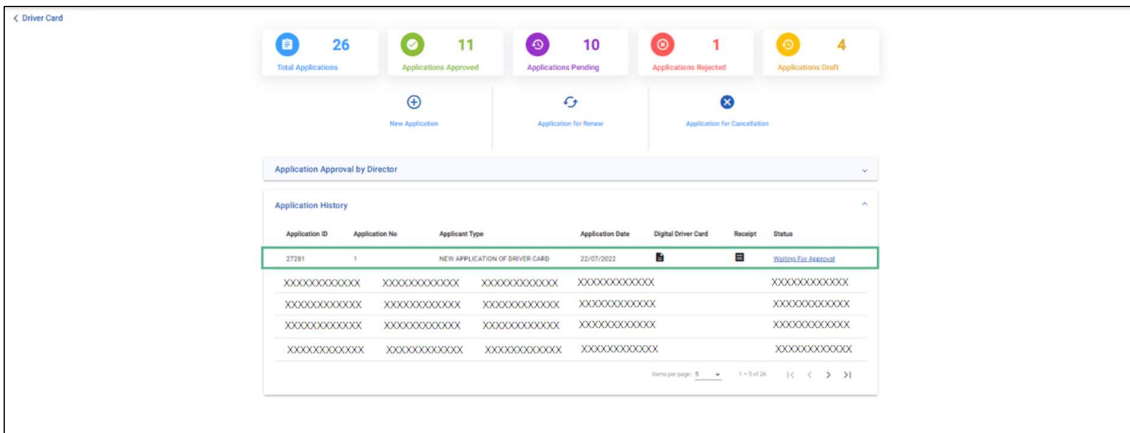 Driver Card
26 11 10 1 4
Total Applications Applications Approved Applications Pending Applications Rejected Applications Draft
New Application Application for Renew Application for Cancellation
Application Approval by Director
Application History
Application ID Application No Applicant Type Application Date Digital Driver Card Receipt Status
27281 1 NEW APPLICATION OF DRIVER CARD 22/07/2022 Waiting For Approval
XXXXXXXXXXXX XXXXXXXXXXXX XXXXXXXXXXXX XXXXXXXXXXXX XXXXXXXXXXXX
XXXXXXXXXXXX XXXXXXXXXXXX XXXXXXXXXXXX XXXXXXXXXXXX XXXXXXXXXXXX
XXXXXXXXXXXX XXXXXXXXXXXX XXXXXXXXXXXX XXXXXXXXXXXX XXXXXXXXXXXX
XXXXXXXXXXXX XXXXXXXXXXXX XXXXXXXXXXXX XXXXXXXXXXXX XXXXXXXXXXXX
Items per page: 5 1 – 5 of 26